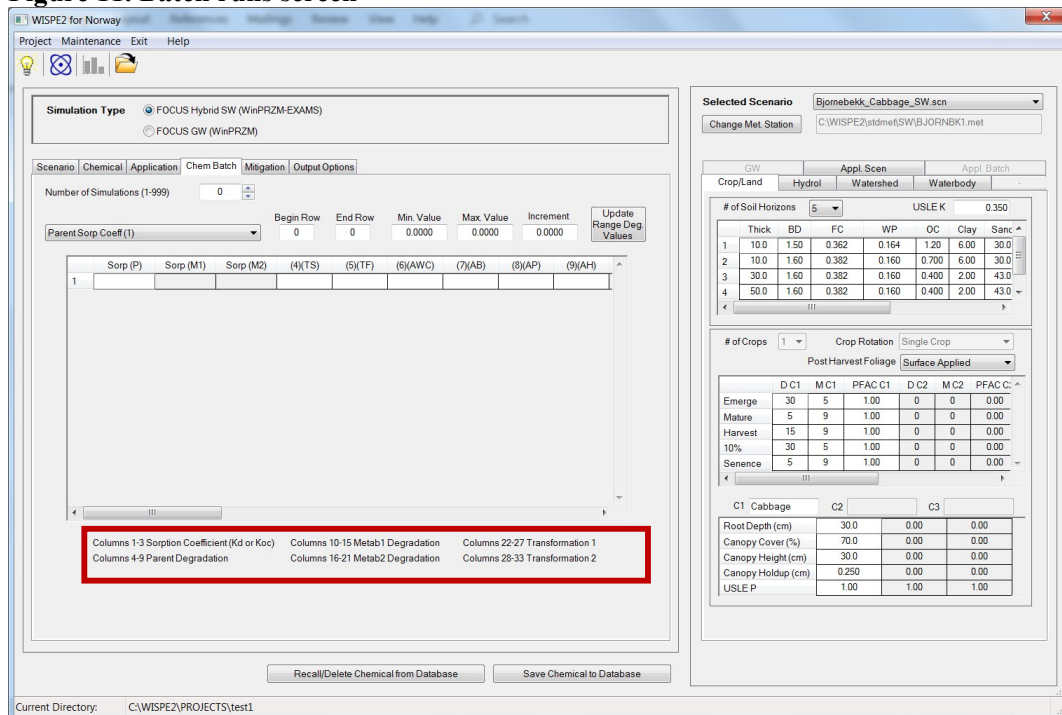 Figure 11. Batch runs screen
WISPE2 for Norway
Project Maintenance Exit Help
Simulation Type FOCUS Hybrid SW (WinPRZM-EXAMS)
FOCUS GW (WinPRZM)
Scenario Chemical Application Chem Batch Mitigation Output Options
Number of Simulations (1-999) 0
Begin Row End Row Min. Value Max. Value Increment Update Range Deg. Values
Parent Sorp Coeff (1) 0 0 0.0000 0.0000 0.0000
Sorp (P) Sorp (M1) Sorp (M2) (4)(TS) (5)(TF) (6)(AWC) (7)(AB) (8)(AP) (9)(AH)
1
Columns 1-3 Sorption Coefficient (Kd or Koc) Columns 10-15 Metab1 Degradation Columns 22-27 Transformation 1
Columns 4-9 Parent Degradation Columns 16-21 Metab2 Degradation Columns 28-33 Transformation 2
Recall/Delete Chemical from Database Save Chemical to Database
Selected Scenario Bjornebekk_Cabbage_SW.scn
Change Met. Station C:\WISPE2\stdmet\SW\BJORNBK1.met
GW Appl. Scen Appl. Batch
Crop/Land Hydrol Watershed Waterbody -
# of Soil Horizons 5 USLE K 0.350
Thick BD FC WP OC Clay Sanc
1 10.0 1.50 0.362 0.164 1.20 6.00 30.0
2 10.0 1.60 0.382 0.160 0.700 6.00 30.0
3 30.0 1.60 0.382 0.160 0.400 2.00 43.0
4 50.0 1.60 0.382 0.160 0.400 2.00 43.0
# of Crops 1 Crop Rotation Single Crop
Post Harvest Foliage Surface Applied
D C1 M C1 PFAC C1 D C2 M C2 PFAC C:
Emerge 30 5 1.00 0 0 0.00
Mature 5 9 1.00 0 0 0.00
Harvest 15 9 1.00 0 0 0.00
10% 30 5 1.00 0 0 0.00
Senence 5 9 1.00 0 0 0.00
C1 Cabbage C2 C3
Root Depth (cm) 30.0 0.00 0.00
Canopy Cover (%) 70.0 0.00 0.00
Canopy Height (cm) 30.0 0.00 0.00
Canopy Holdup (cm) 0.250 0.00 0.00
USLE P 1.00 1.00 1.00
Current Directory: C:\WISPE2\PROJECTS\test1